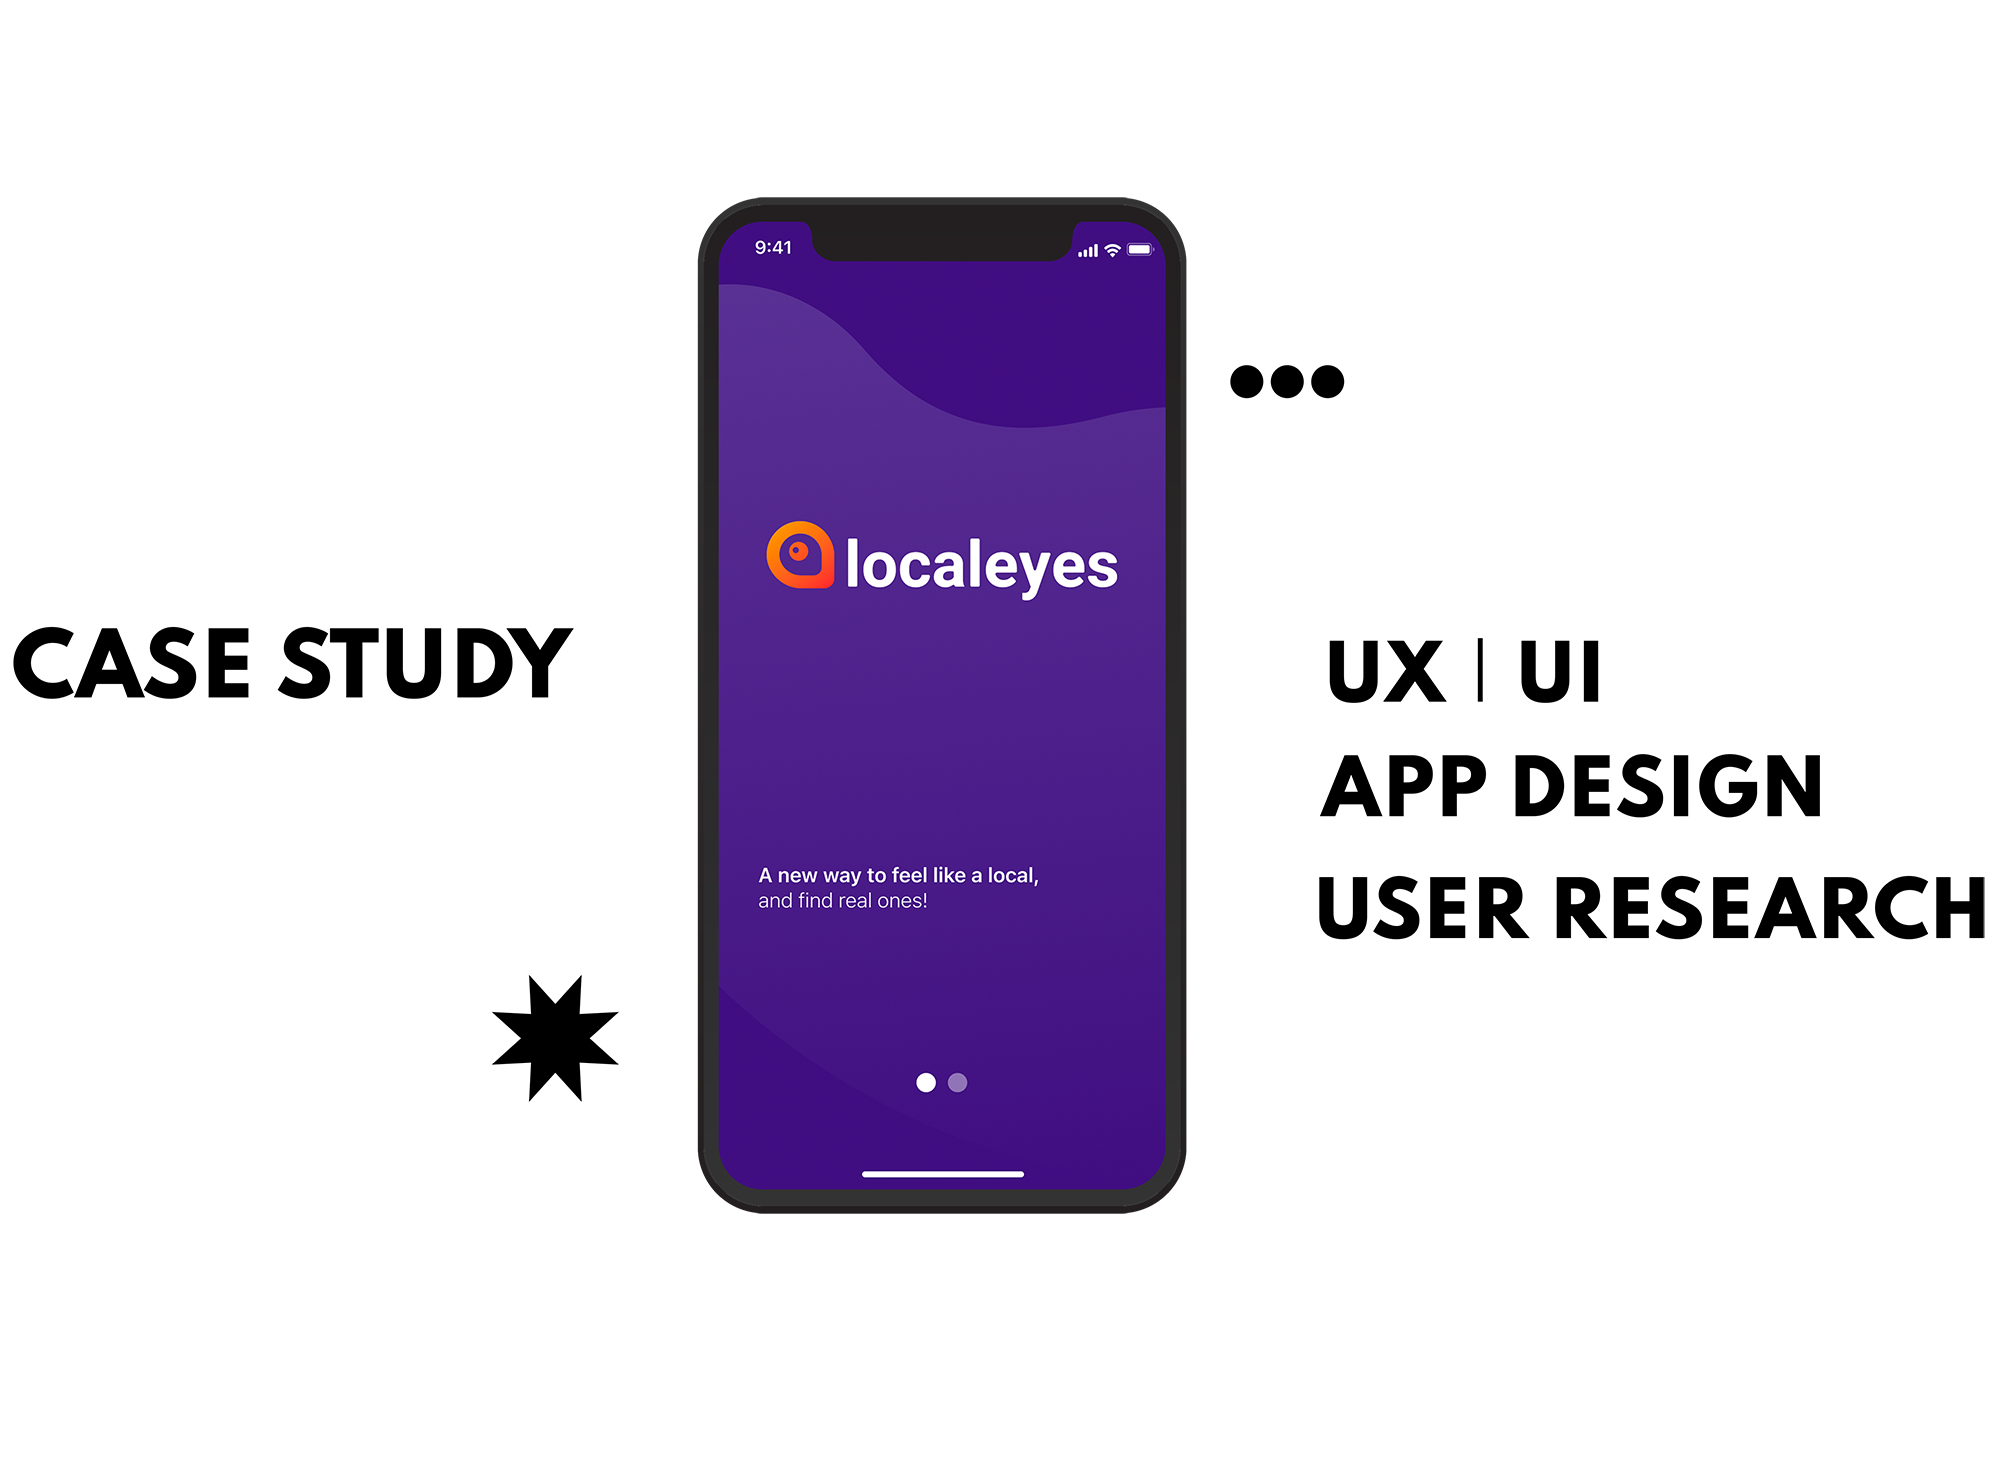 CASE STUDY
9:41
localeyes
A new way to feel like a local,
and find real ones!
UX | UI
APP DESIGN
USER RESEARCH